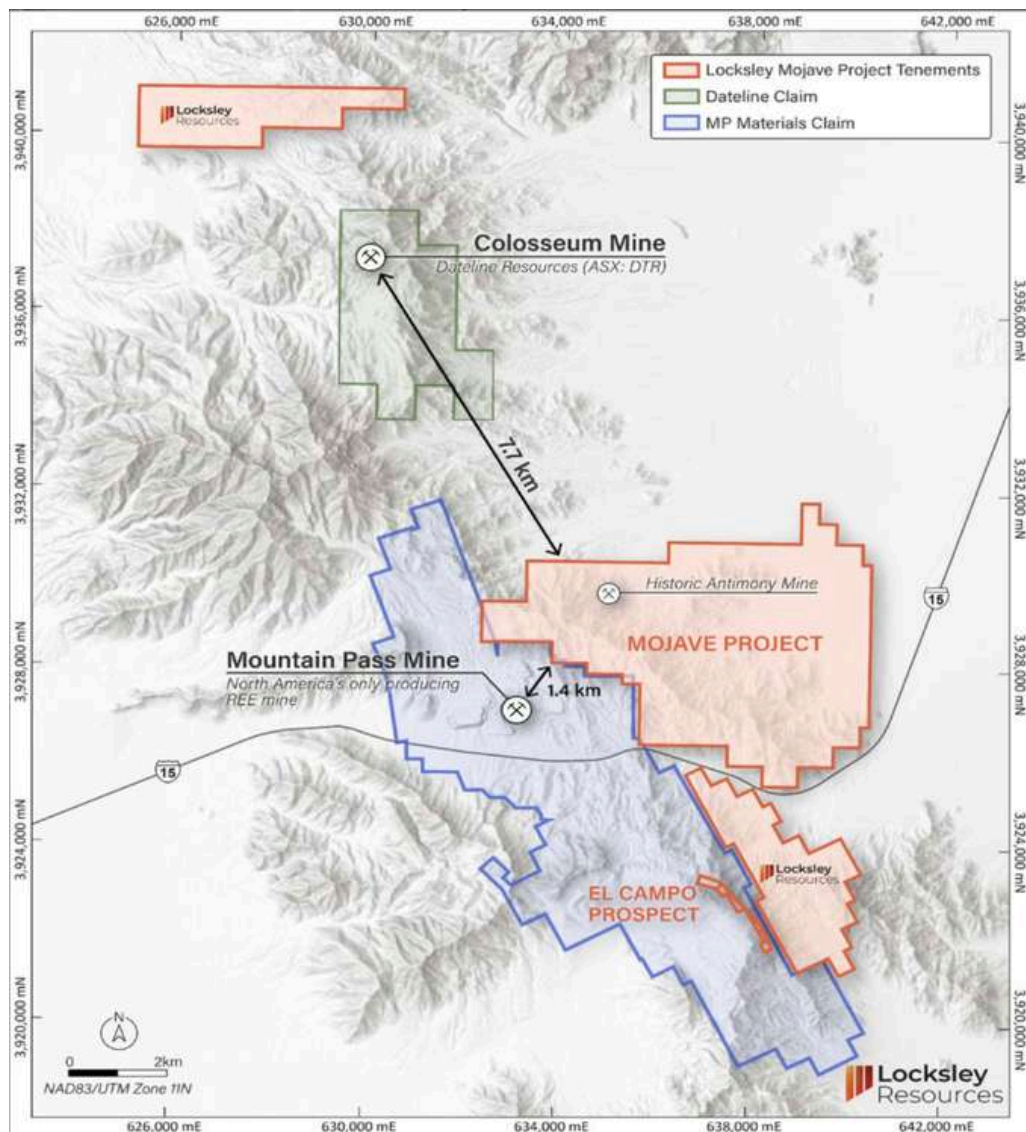 626,000 mE
630,000 mE
634,000 mE
638,000 mE
642,000 mE
Locksley Mojave Project Tenements
Dateline Claim
MP Materials Claim
Locksley
Resources
3,940,000 mN
3,940,000 mN
Colosseum Mine
Dateline Resources (ASX: DTR)
3,936,000 mN
3,936,000 mN
7.7 km
3,932,000 mN
3,932,000 mN
Historic Antimony Mine
15
MOJAVE PROJECT
Mountain Pass Mine
North America's only producing
REE mine
1.4 km
3,928,000 mN
3,928,000 mN
15
3,924,000 mN
3,924,000 mN
Locksley
Resources
EL CAMPO
PROSPECT
3,920,000 mN
3,920,000 mN
N
0 2km
NAD83/UTM Zone 11N
Locksley
Resources
626,000 mE
630,000 mE
634,000 mE
638,000 mE
642,000 mE